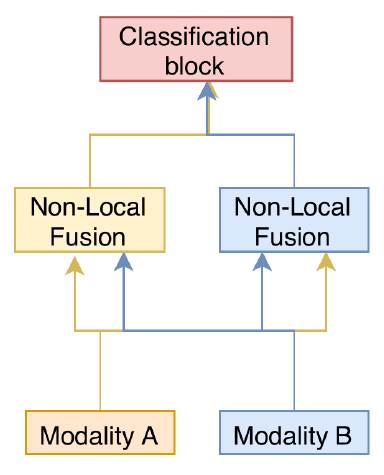 Classification
block
Non-Local
Fusion
Non-Local
Fusion
Modality A
Modality B